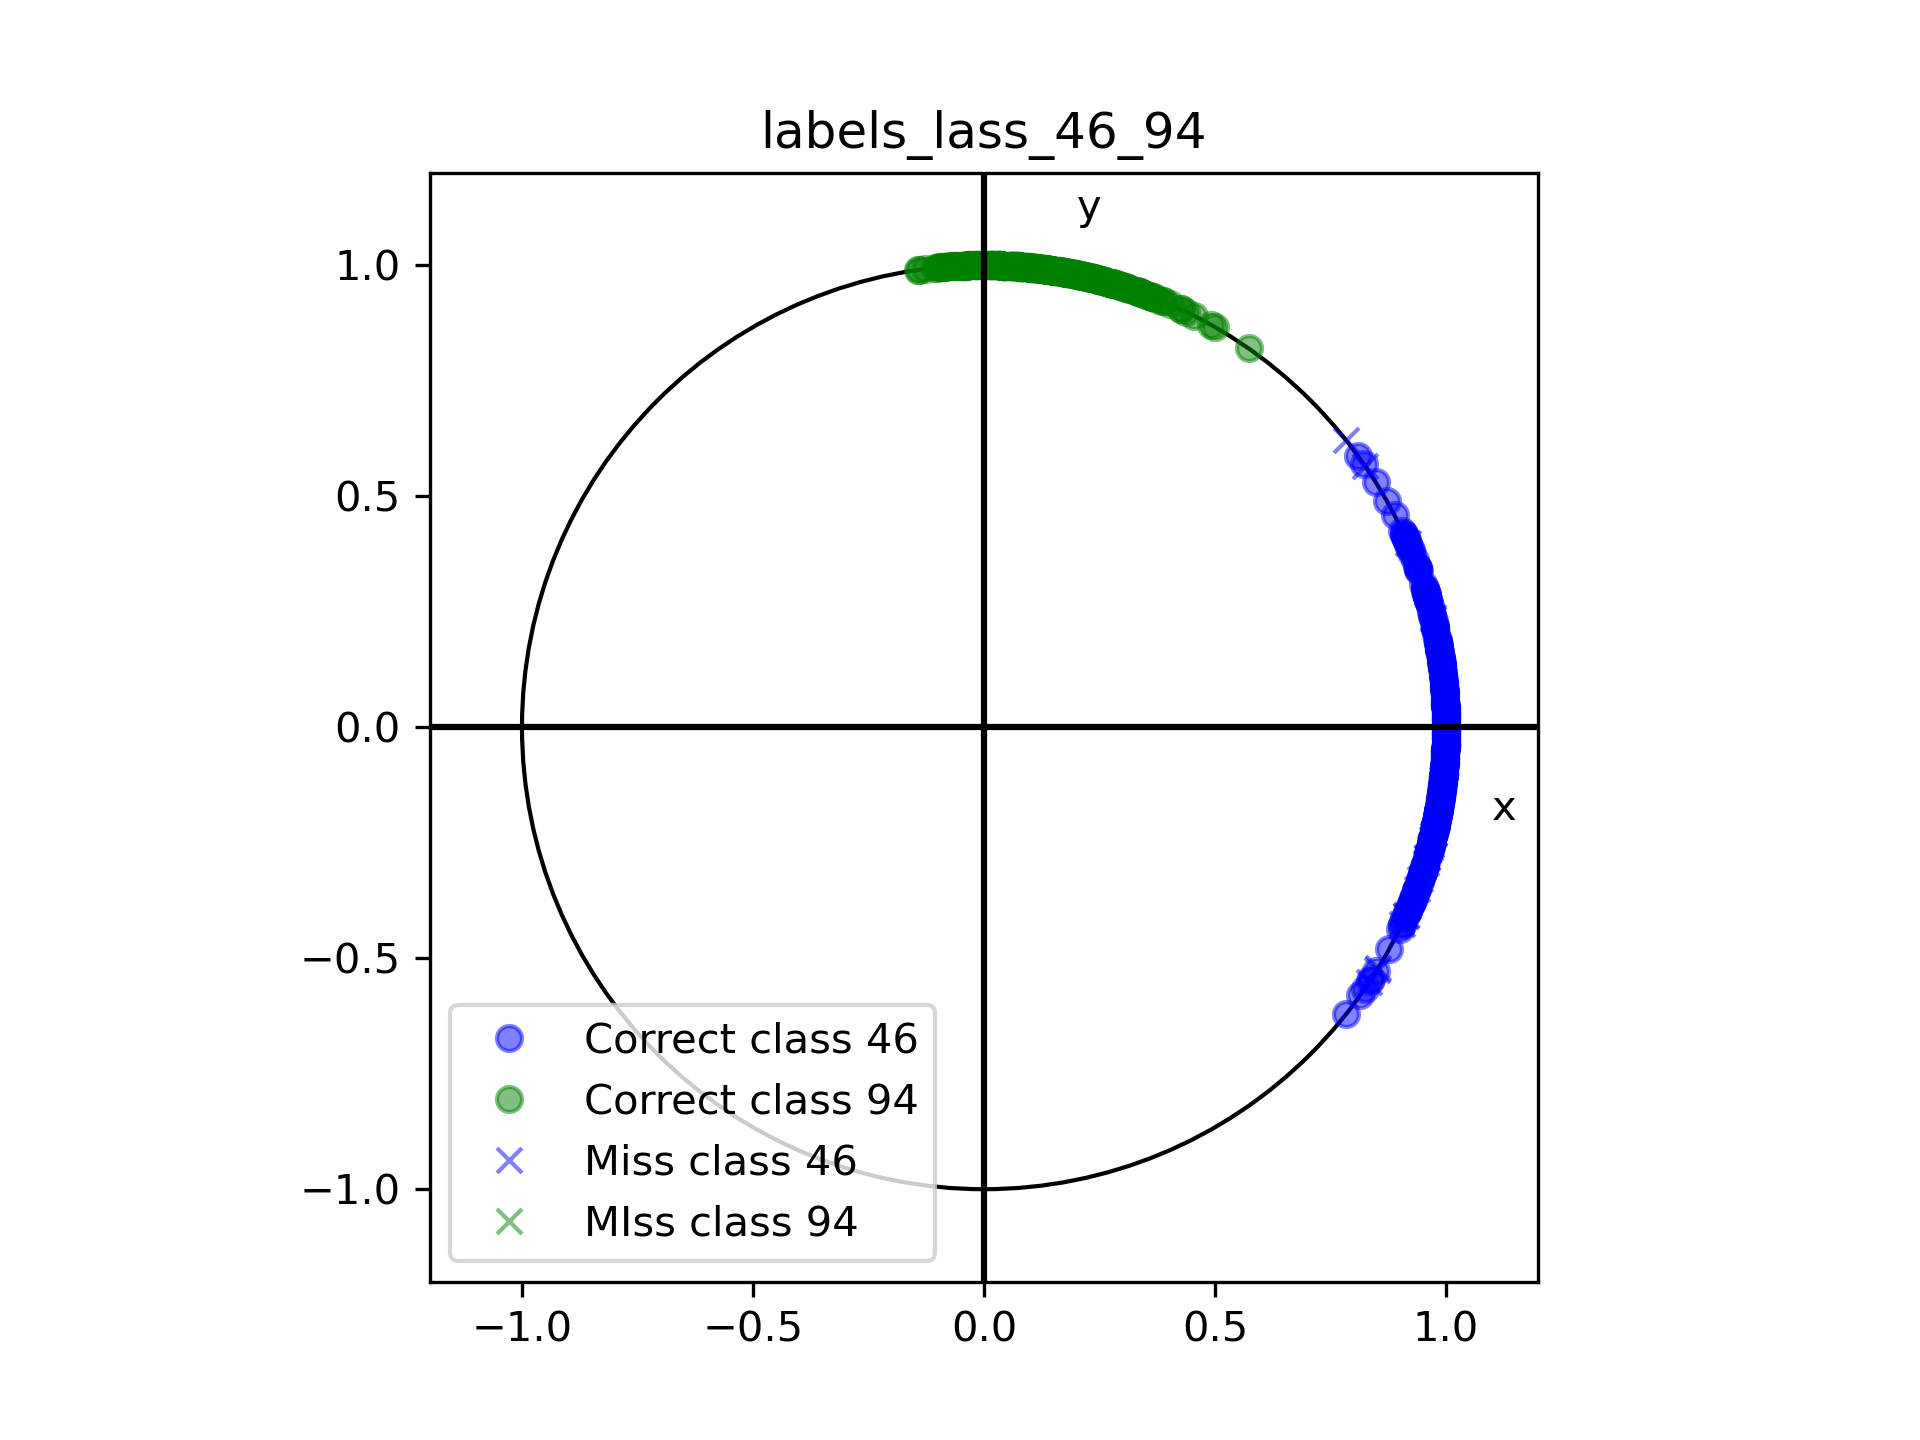 labels_lass_46_94
y
1.0
0.5
0.0
−0.5
−1.0
x
Correct class 46
Correct class 94
Miss class 46
MIss class 94
−1.0 −0.5 0.0 0.5 1.0